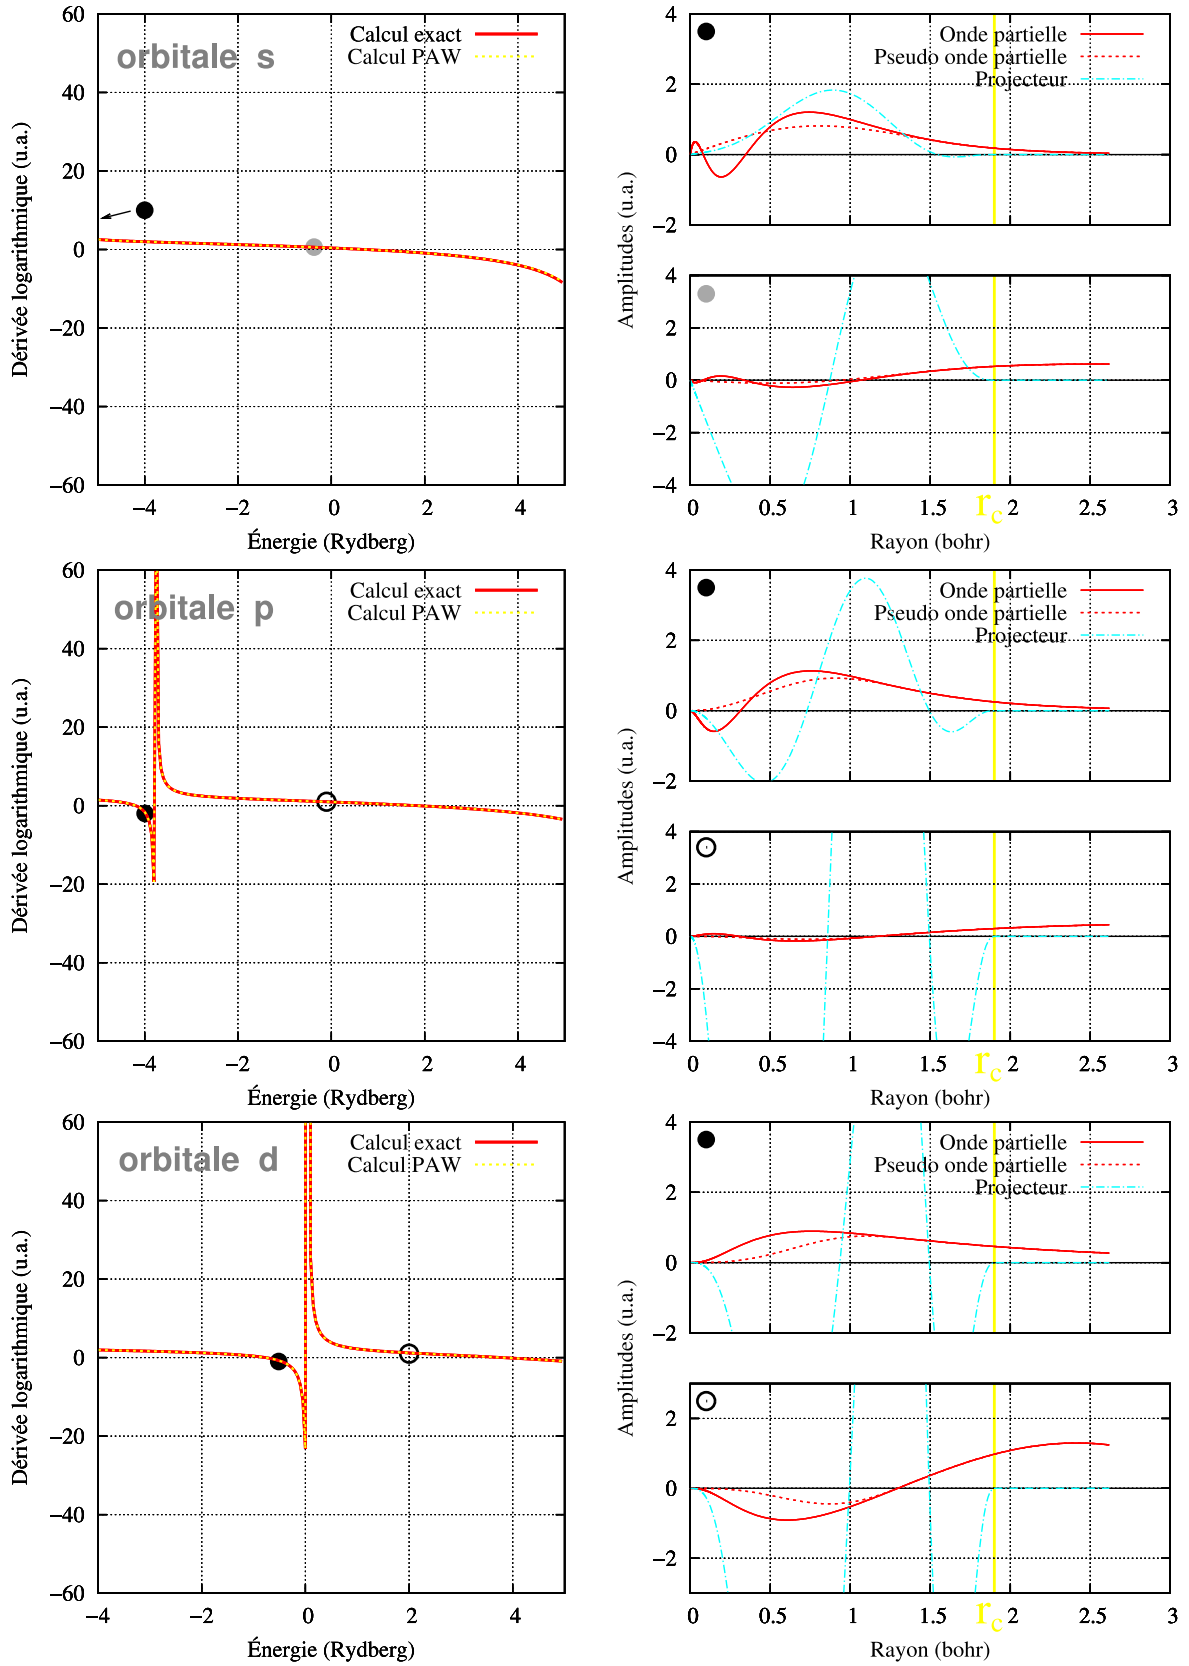 orbitale s
Calcul exact
Calcul PAW
Dérivée logarithmique (u.a.)
60
40
20
0
−20
−40
−60
−4 −2 0 2 4
Énergie (Rydberg)
Onde partielle
Pseudo onde partielle
Projecteur
4
2
0
−2
4
2
0
−2
−4
Amplitudes (u.a.)
0 0.5 1 1.5 2 2.5 3
rc
Rayon (bohr)
orbitale p
Calcul exact
Calcul PAW
Dérivée logarithmique (u.a.)
60
40
20
0
−20
−40
−60
−4 −2 0 2 4
Énergie (Rydberg)
Onde partielle
Pseudo onde partielle
Projecteur
4
2
0
−2
4
2
0
−2
−4
Amplitudes (u.a.)
0 0.5 1 1.5 2 2.5 3
rc
Rayon (bohr)
orbitale d
Calcul exact
Calcul PAW
Dérivée logarithmique (u.a.)
60
40
20
0
−20
−40
−60
−4 −2 0 2 4
Énergie (Rydberg)
Onde partielle
Pseudo onde partielle
Projecteur
4
2
0
−2
2
0
−2
Amplitudes (u.a.)
0 0.5 1 1.5 2 2.5 3
rc
Rayon (bohr)